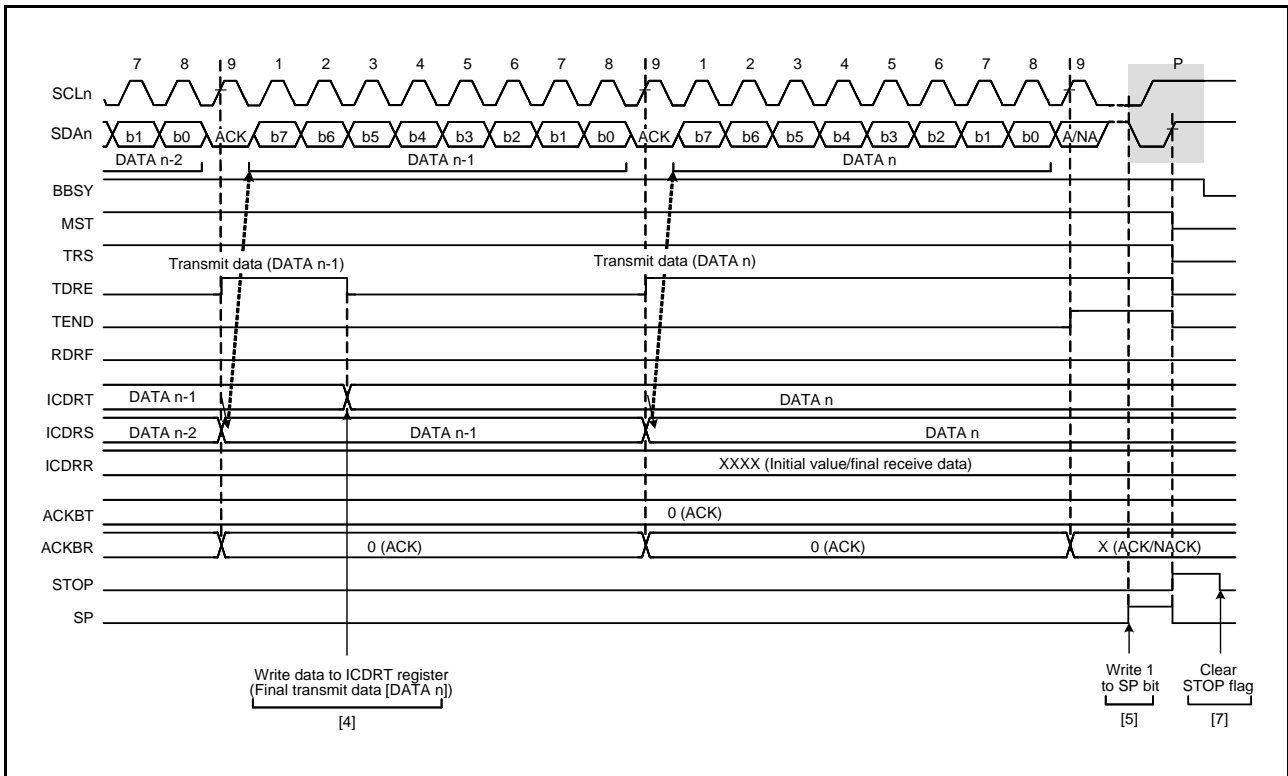 7 8 9 1 2 3 4 5 6 7 8 9 1 2 3 4 5 6 7 8 9 P
SCLn
SDAn b1 b0 ACK b7 b6 b5 b4 b3 b2 b1 b0 ACK b7 b6 b5 b4 b3 b2 b1 b0 A/NA
DATA n-2 DATA n-1 DATA n
BBSY
MST
TRS
Transmit data (DATA n-1) Transmit data (DATA n)
TDRE
TEND
RDRF
ICDRT DATA n-1 DATA n
ICDRS DATA n-2 DATA n-1 DATA n
ICDRR XXXX (Initial value/final receive data)
ACKBT 0 (ACK)
ACKBR 0 (ACK) 0 (ACK) X (ACK/NACK)
STOP
SP
Write data to ICDRT register
(Final transmit data [DATA n])
[4]
Write 1
to SP bit
[5]
Clear
STOP flag
[7]